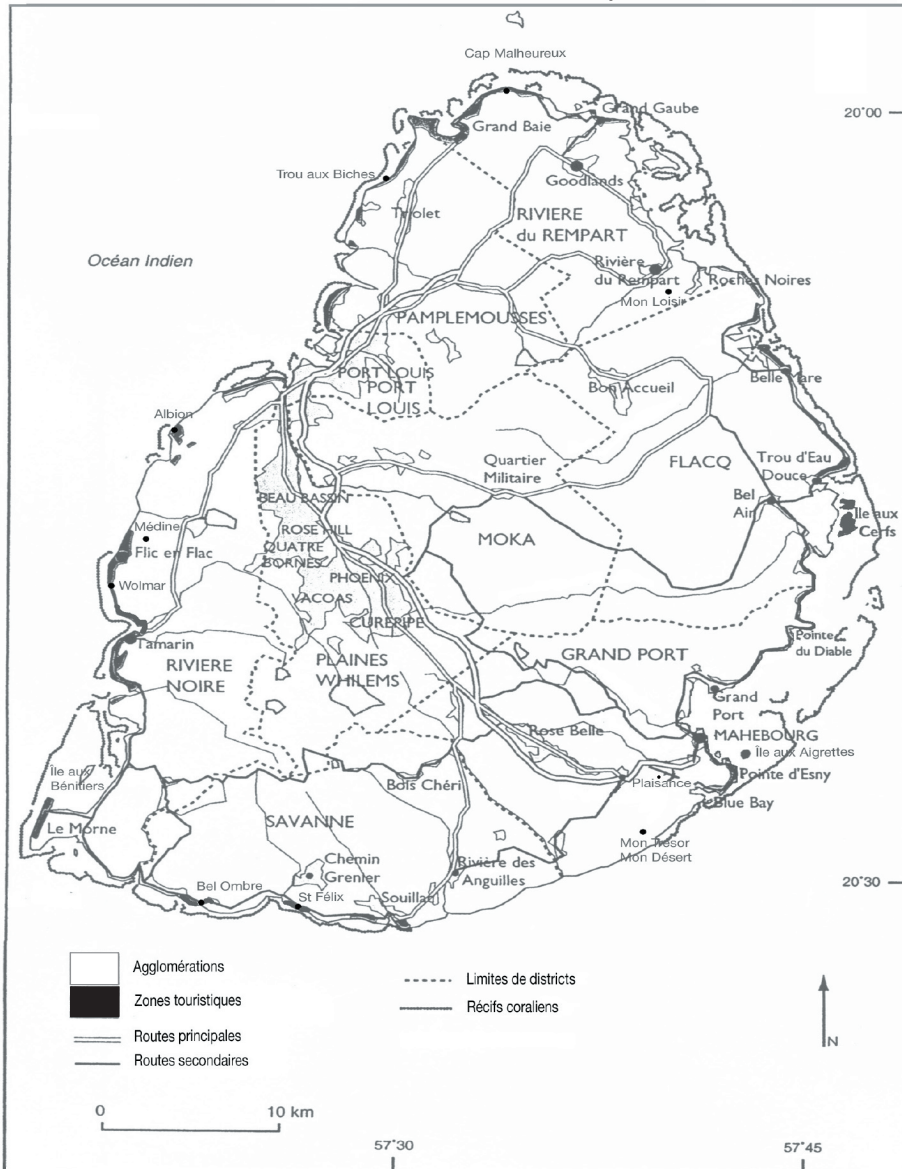 Cap Malheureux
20°00
Grand Gaube
Grand Baie
Trou aux Biches
Goodlands
Triolet
RIVIERE
du REMPART
Océan Indien
Rivière
du Rempart
Roches Noires
Mon Loisir
PAMPLEMOUSSES
PORT LOUIS
PORT
LOUIS
Bon Accueil
Belle Mare
Albion
Quartier
Militaire
FLACQ
Trou d'Eau
Douce
BEAU BASSIN
Bel
Air
Ile aux
Cerfs
Médine
ROSE HILL
MOKA
Flic en Flac
QUATRE
BORNES
PHOENIX
Wolmar
VACOAS
CUREPIPE
Tamarin
Pointe
du Diable
RIVIERE
NOIRE
PLAINES
WHILEMS
GRAND PORT
Grand
Port
Rose Belle
MAHEBOURG
Île aux Aigrettes
Île aux
Bénitiers
Bois Chéri
Plaisance
Pointe d'Esny
Blue Bay
Le Morne
SAVANNE
Mon Trésor
Mon Désert
Chemin
Grenier
Rivière des
Anguilles
Bel Ombre
St Félix
Souillac
20°30
Agglomérations
Zones touristiques
Routes principales
Routes secondaires
Limites de districts
Récifs coraliens
N
0
10 km
57°30
57°45